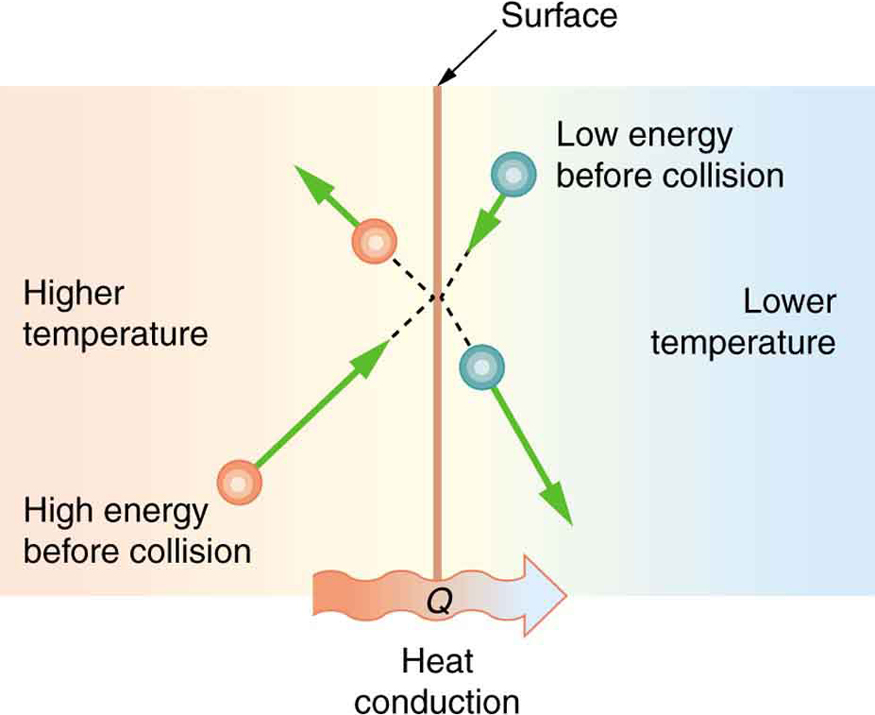 Surface
Low energy
before collision
Higher
temperature
Lower
temperature
High energy
before collision
Q
Heat
conduction